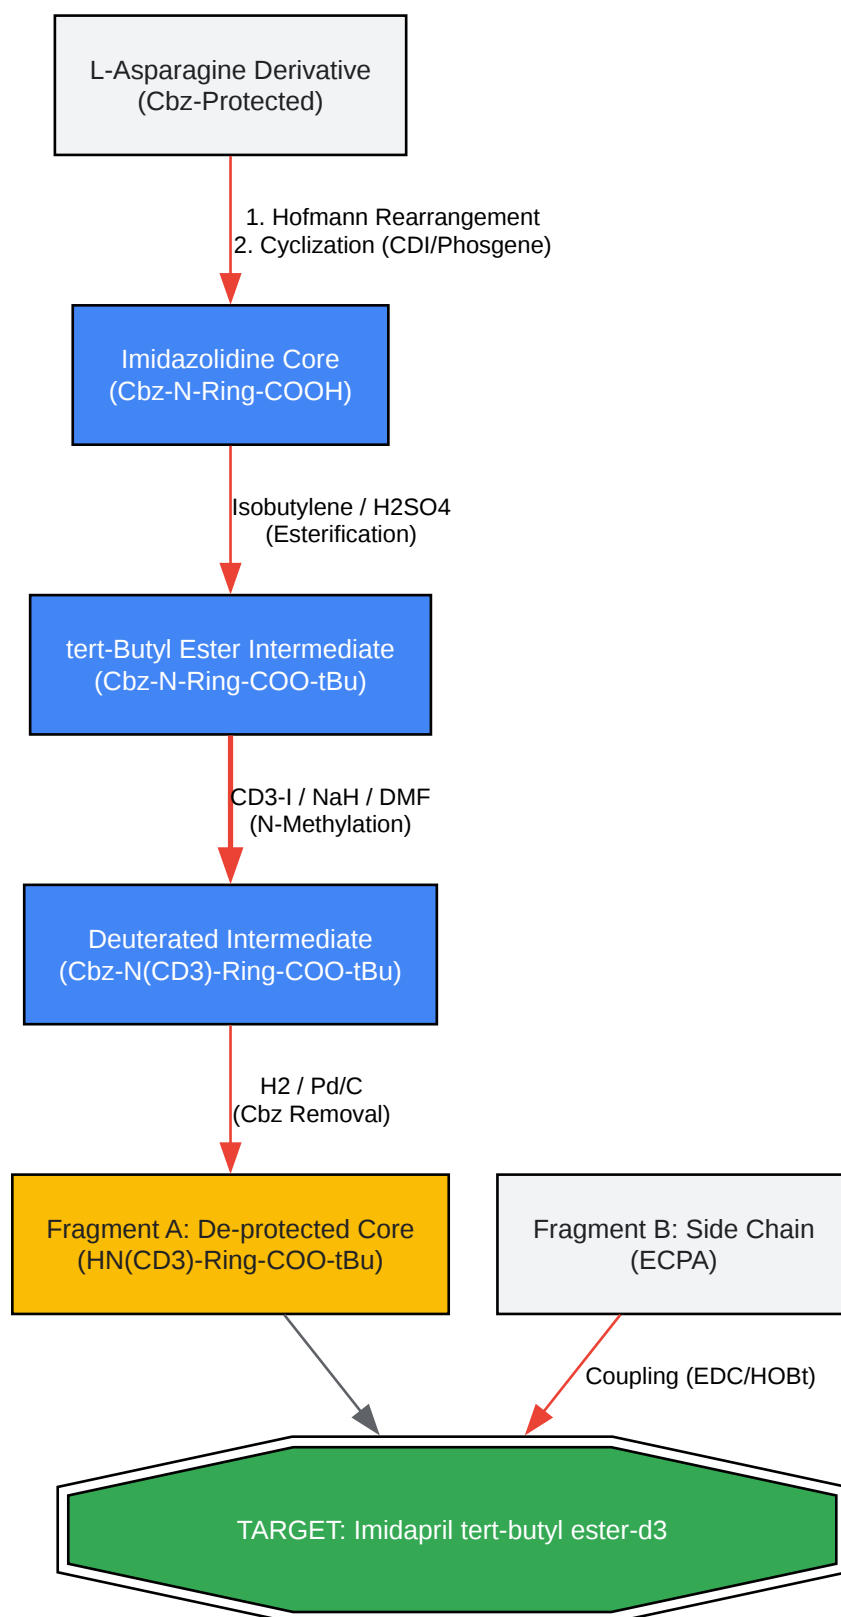 L-Asparagine Derivative
(Cbz-Protected)
1. Hofmann Rearrangement
2. Cyclization (CDI/Phosgene)
Imidazolidine Core
(Cbz-N-Ring-COOH)
Isobutylene / H2SO4
(Esterification)
tert-Butyl Ester Intermediate
(Cbz-N-Ring-COO-tBu)
CD3-I / NaH / DMF
(N-Methylation)
Deuterated Intermediate
(Cbz-N(CD3)-Ring-COO-tBu)
H2 / Pd/C
(Cbz Removal)
Fragment A: De-protected Core
(HN(CD3)-Ring-COO-tBu)
Fragment B: Side Chain
(ECPA)
Coupling (EDC/HOBt)
TARGET: Imidapril tert-butyl ester-d3